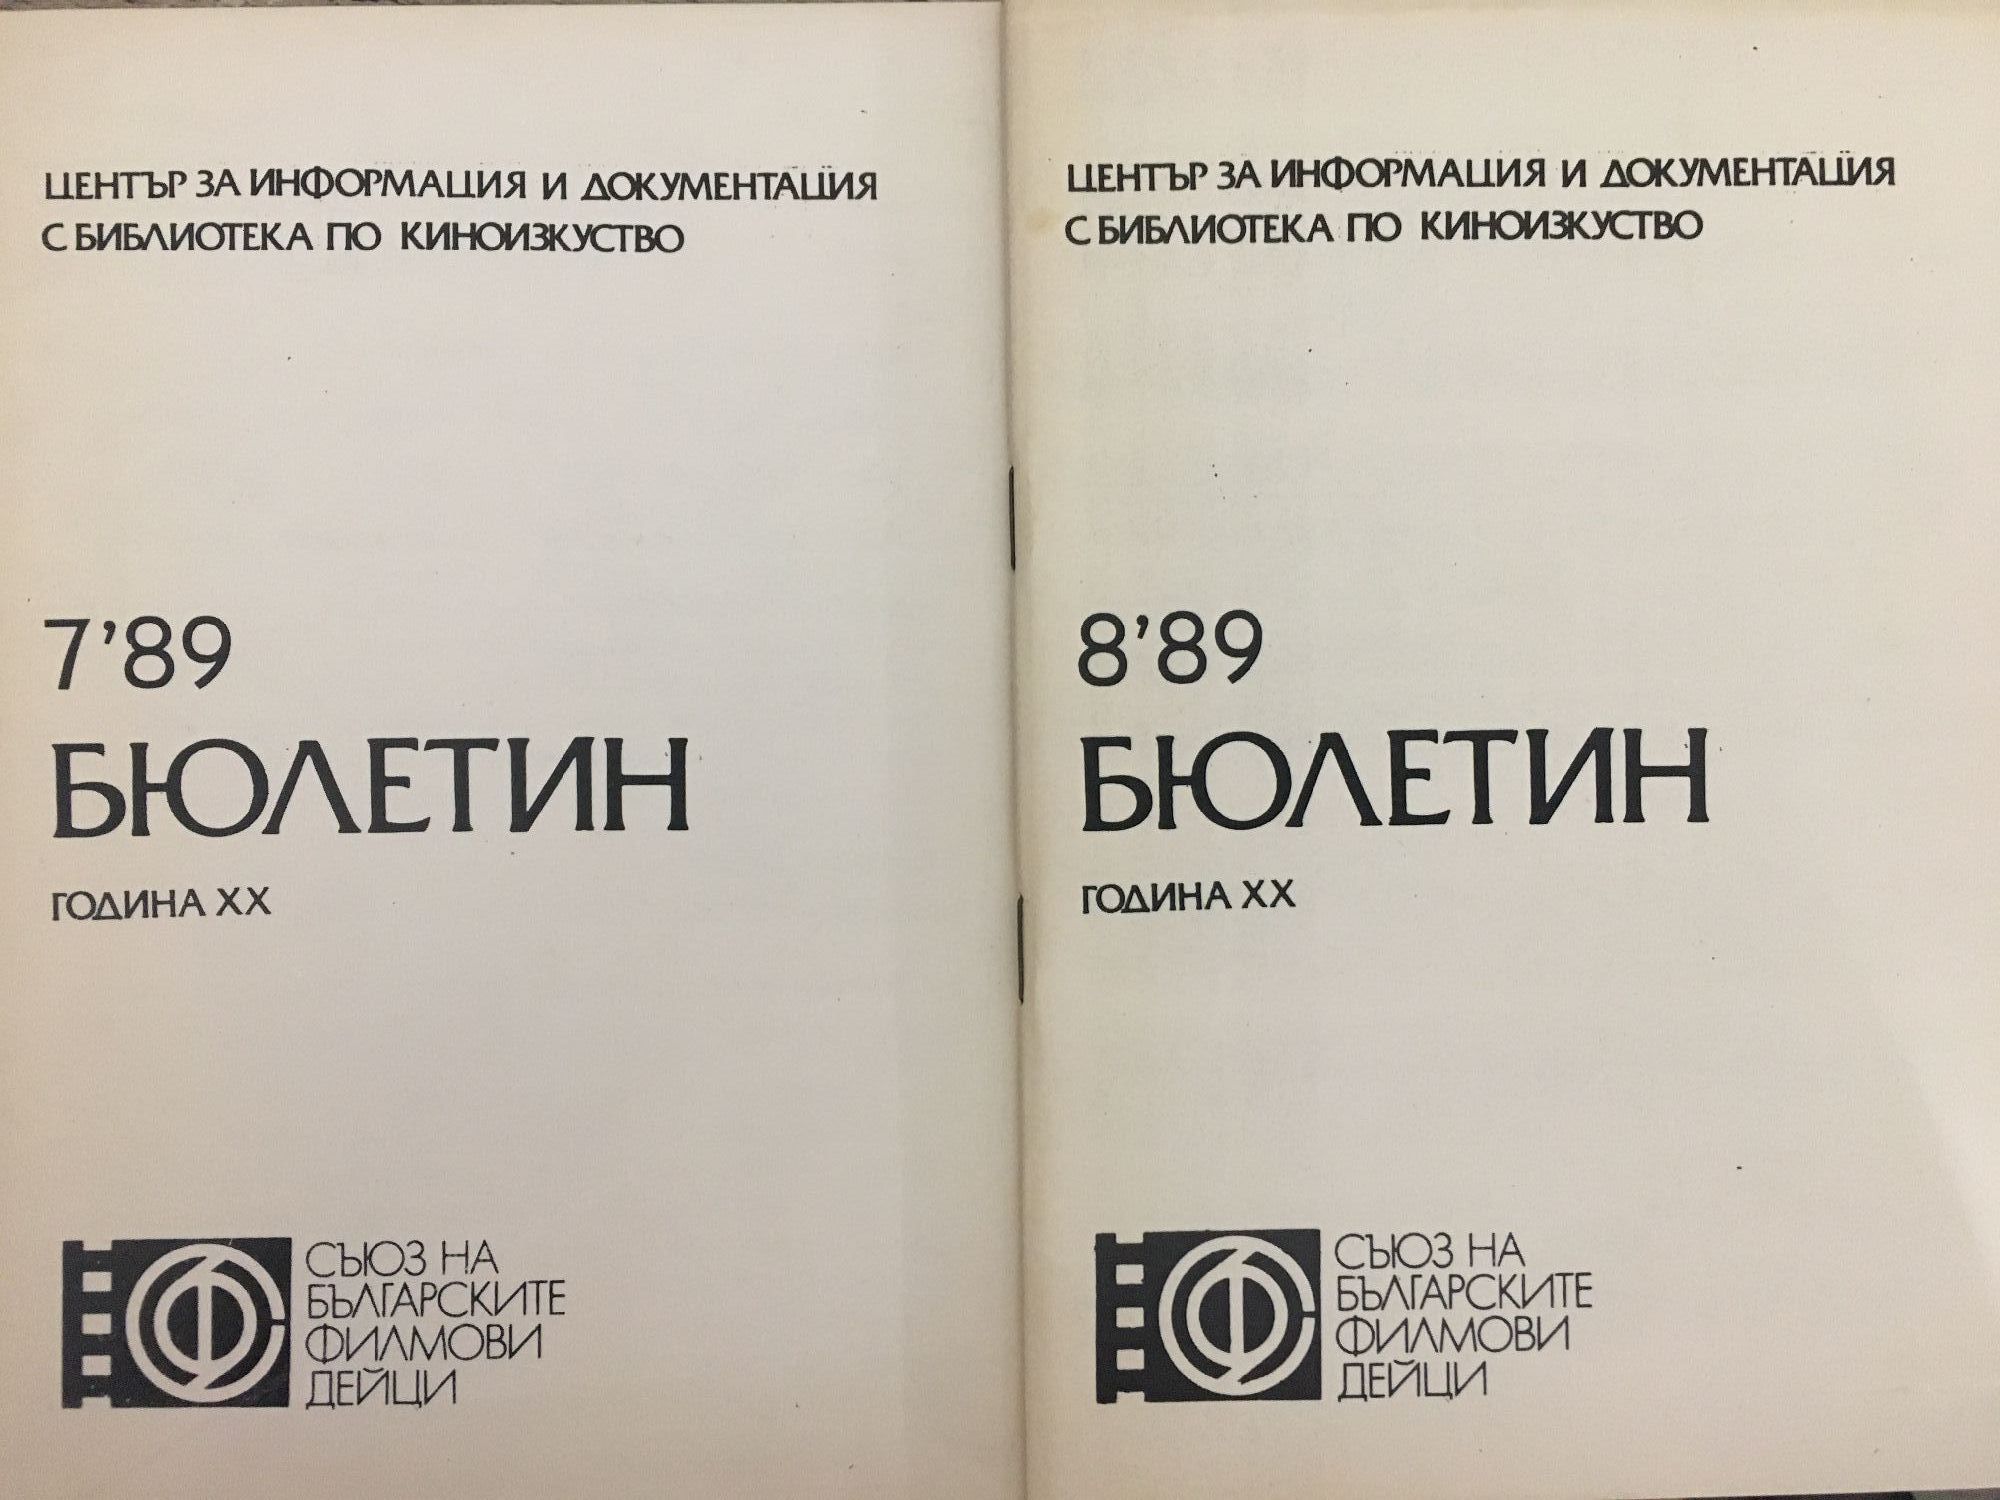 ЦЕНТЪР ЗА ИНФОРМАЦИЯ И ДОКУМЕНТАЦИЯ
С БИБЛИОТЕКА ПО КИНОИЗКУСТВО
7'89
БЮЛЕТИН
ГОДИНА XX
СЪЮЗ НА
БЪЛГАРСКИТЕ
ФИЛМОВИ
ДЕЙЦИ
ЦЕНТЪР ЗА ИНФОРМАЦИЯ И ДОКУМЕНТАЦИЯ
С БИБЛИОТЕКА ПО КИНОИЗКУСТВО
8'89
БЮЛЕТИН
ГОДИНА XX
СЪЮЗ НА
БЪЛГАРСКИТЕ
ФИЛМОВИ
ДЕЙЦИ